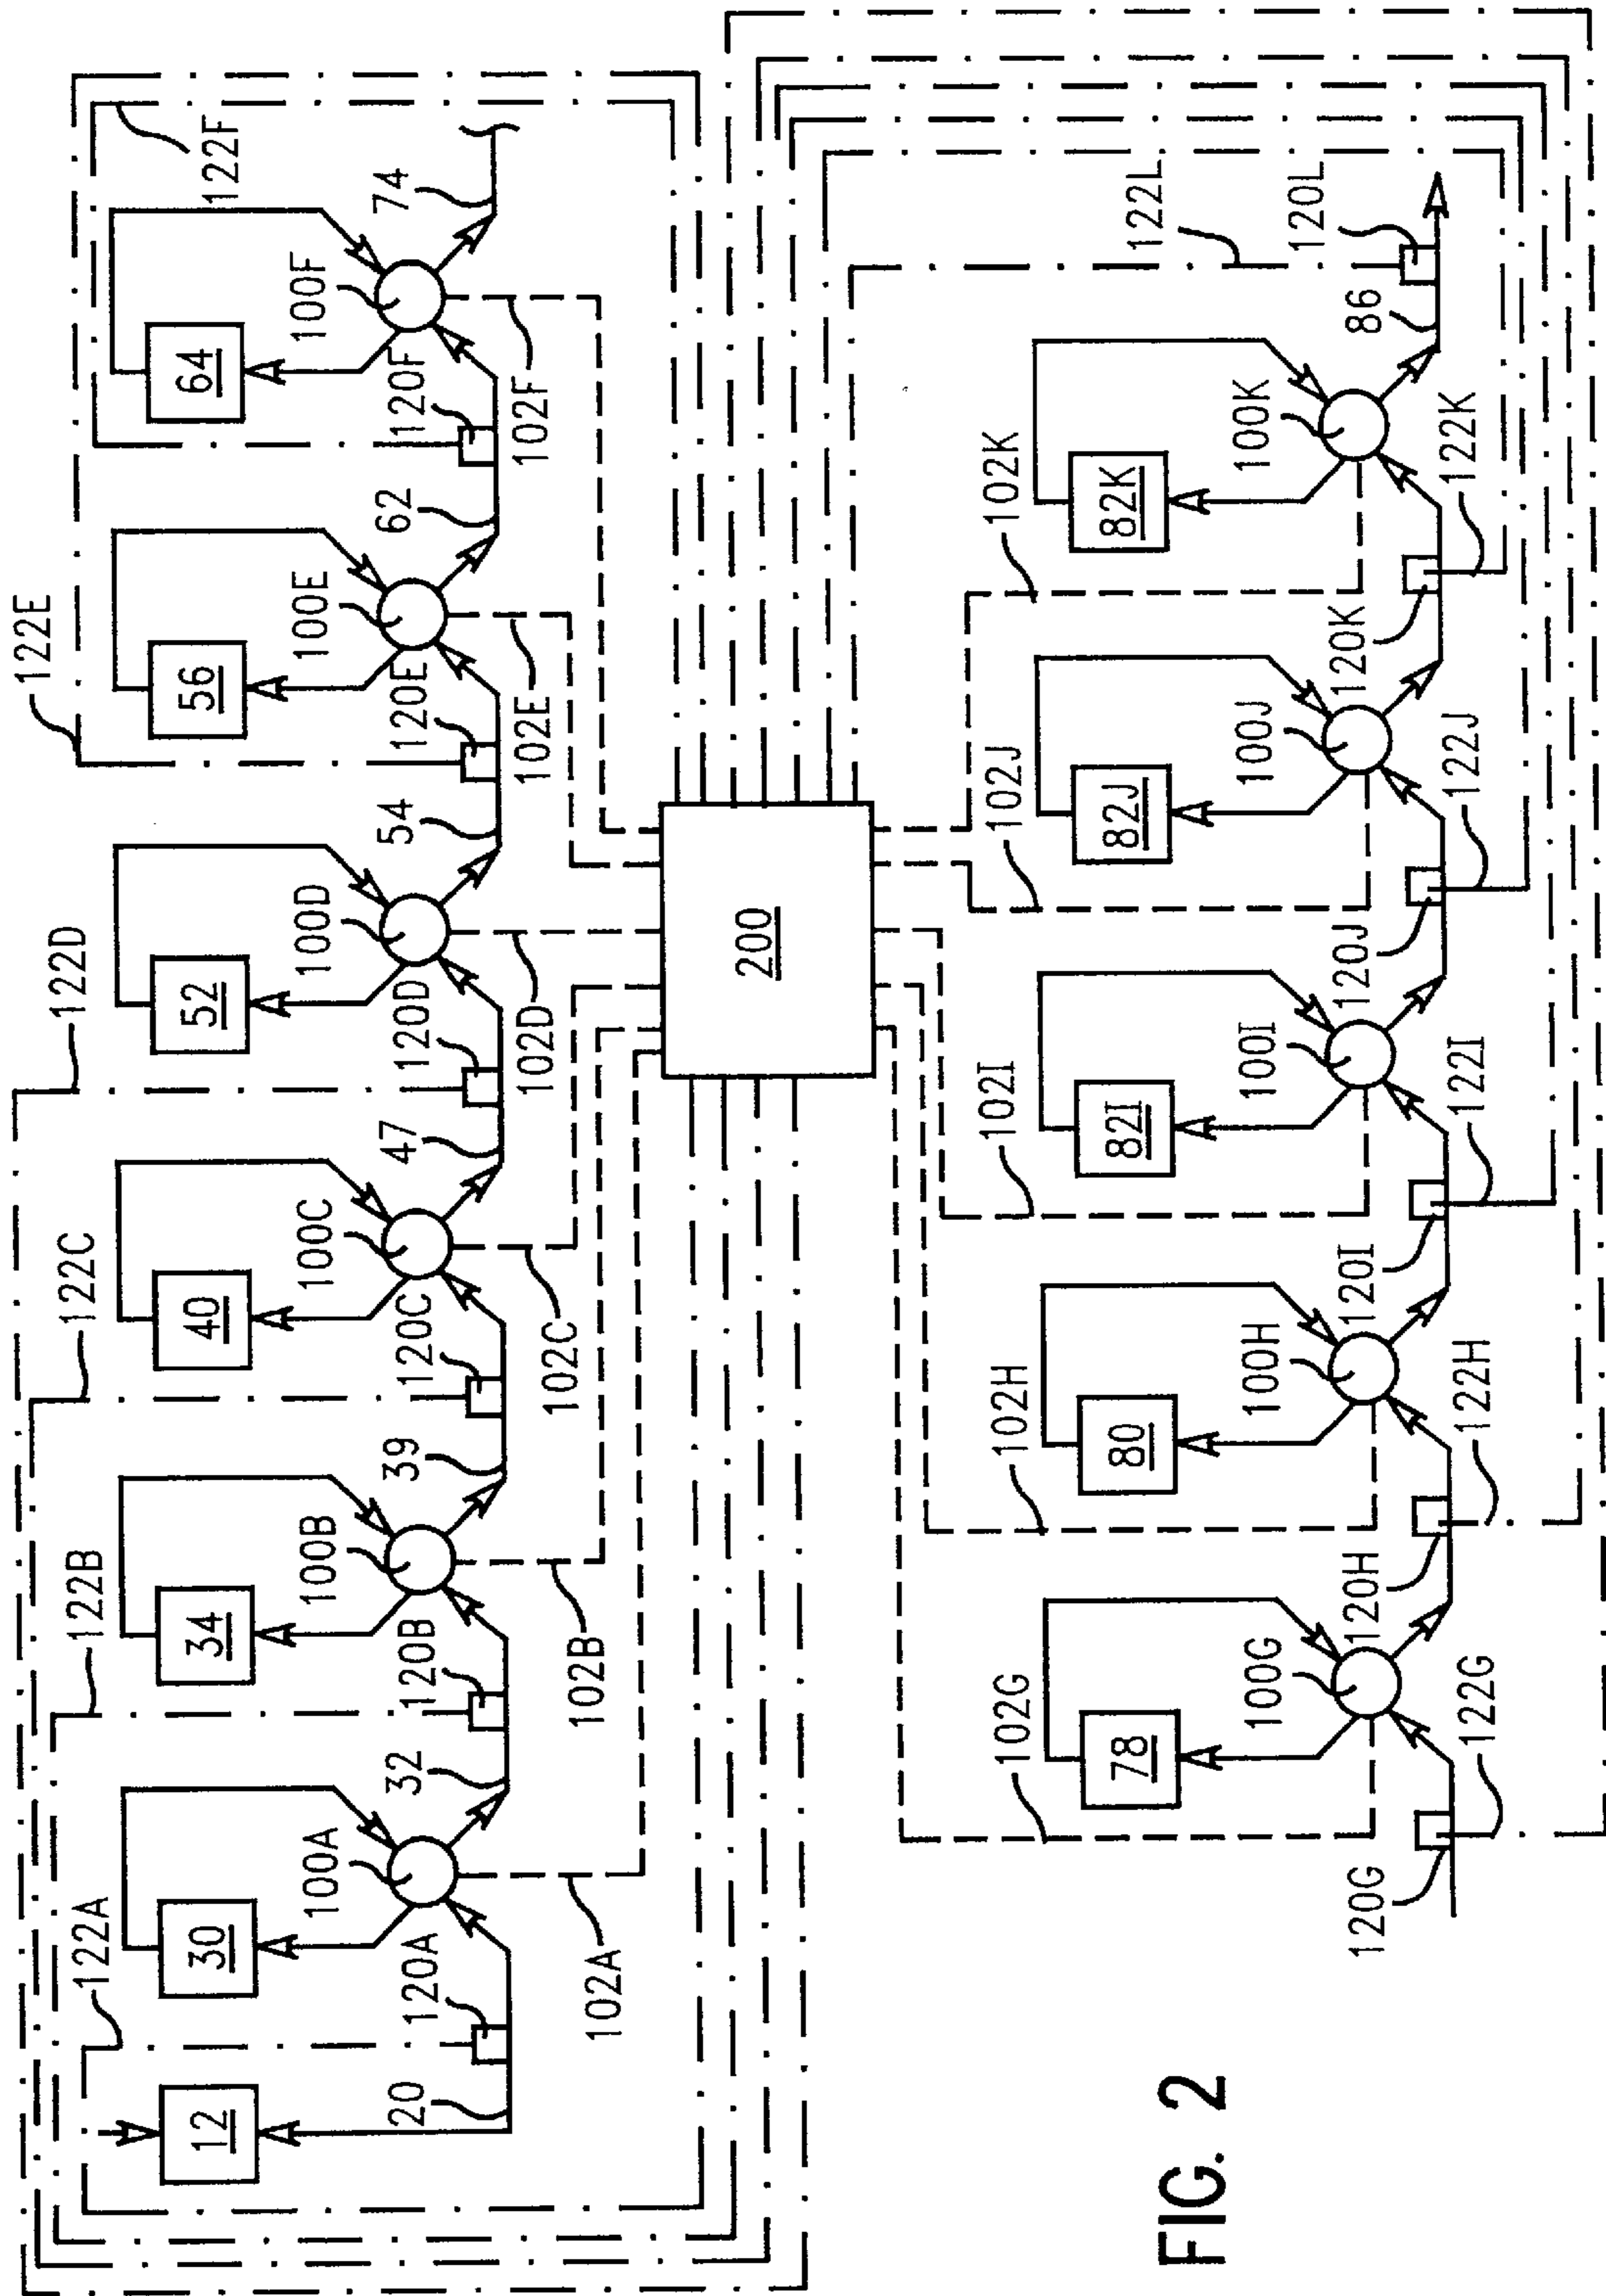 122E
122F
122D
122C
122B
122A
12
30
34
40
52
56
64
100A
100B
100C
100D
100E
100F
120A
120B
120C
120D
120E
120F
20
32
39
47
54
62
74
102A
102B
102C
102D
102E
102F
200
102G
102H
102I
102J
102K
122L
78
80
82I
82J
82K
100G
100H
100I
100J
100K
120L
86
120G
120H
120I
120J
120K
122G
122H
122I
122J
122K
FIG. 2